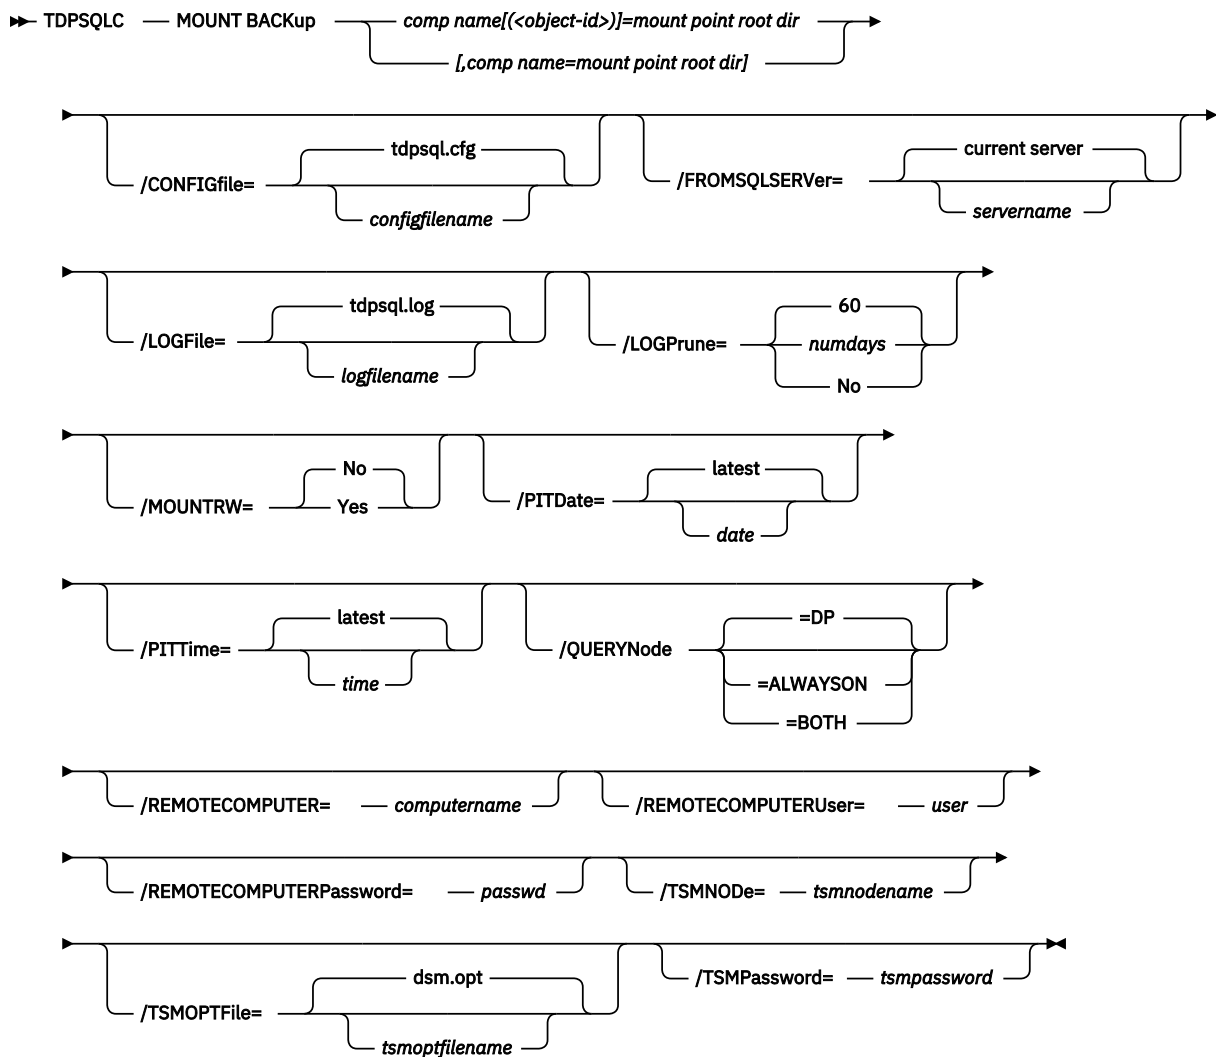 TDPSQLC MOUNT BACKup comp name[(<object-id>)]=mount point root dir
[,comp name=mount point root dir]
tdpsql.cfg
/CONFIGfile=
configfilename
current server
/FROMSQLSERVer=
servername
tdpsql.log
/LOGFile=
logfilename
60
/LOGPrune= numdays
No
No
/MOUNTRW= Yes
latest
/PITDate=
date
latest
/PITTime=
time
=DP
/QUERYNode
=ALWAYSON
=BOTH
/REMOTECOMPUTER= computername
/REMOTECOMPUTERUser= user
/REMOTECOMPUTERPassword= passwd
/TSMNODe= tsmnodename
dsm.opt
/TSMOPTFile=
tsmoptfilename
/TSMPassword= tsmpassword